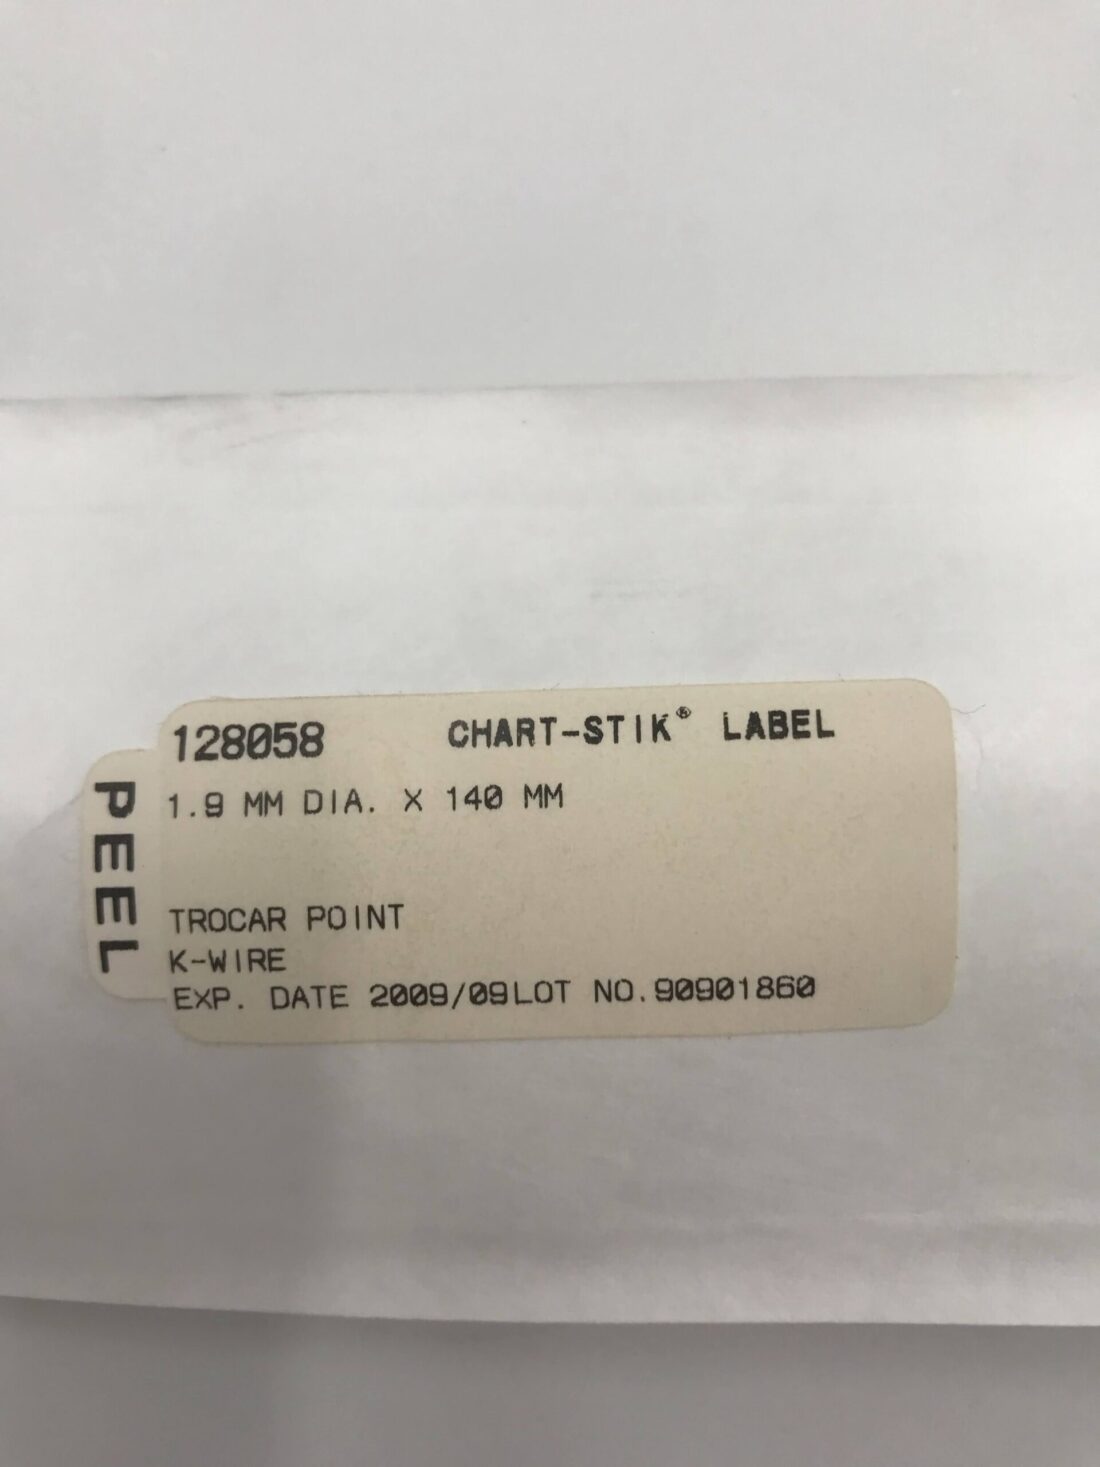 128058 CHART-STIK® LABEL
PEEL
1.9 MM DIA. X 140 MM
TROCAR POINT
K-WIRE
EXP. DATE 2009/09LOT NO.90901860